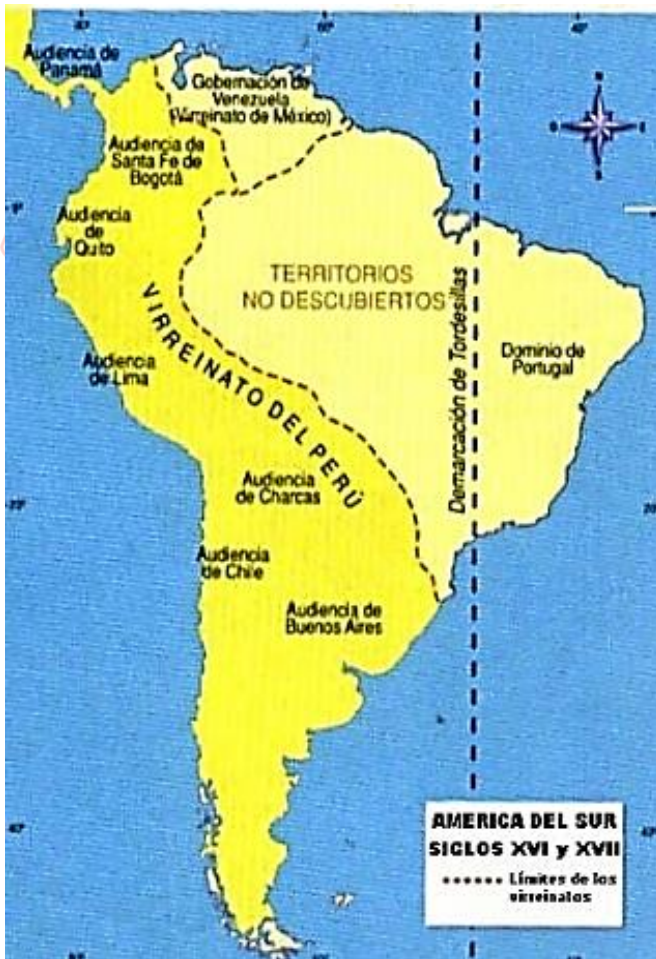 Audiencia de
Panamá
Gobernación de
Venezuela
(Virreinato de México)
Audiencia de
Santa Fe de
Bogotá
Audiencia
de
Quito
TERRITORIOS
NO DESCUBIERTOS
VIRREINATO DEL PERÚ
Demarcación de Tordesillas
Dominio de
Portugal
Audiencia
de Lima
Audiencia
de Charcas
Audiencia
de Chile
Audiencia de
Buenos Aires
AMERICA DEL SUR
SIGLOS XVI y XVII
Límites de los
virreinatos